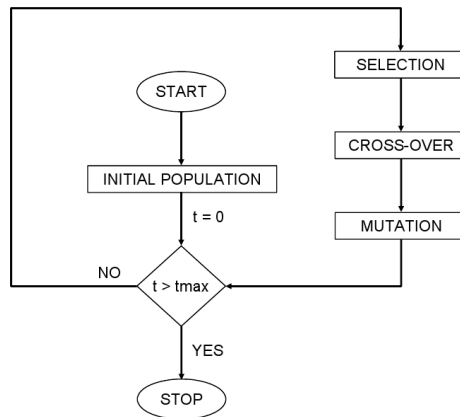 SELECTION
START
CROSS-OVER
INITIAL POPULATION
t = 0
MUTATION
NO
t > tmax
YES
STOP